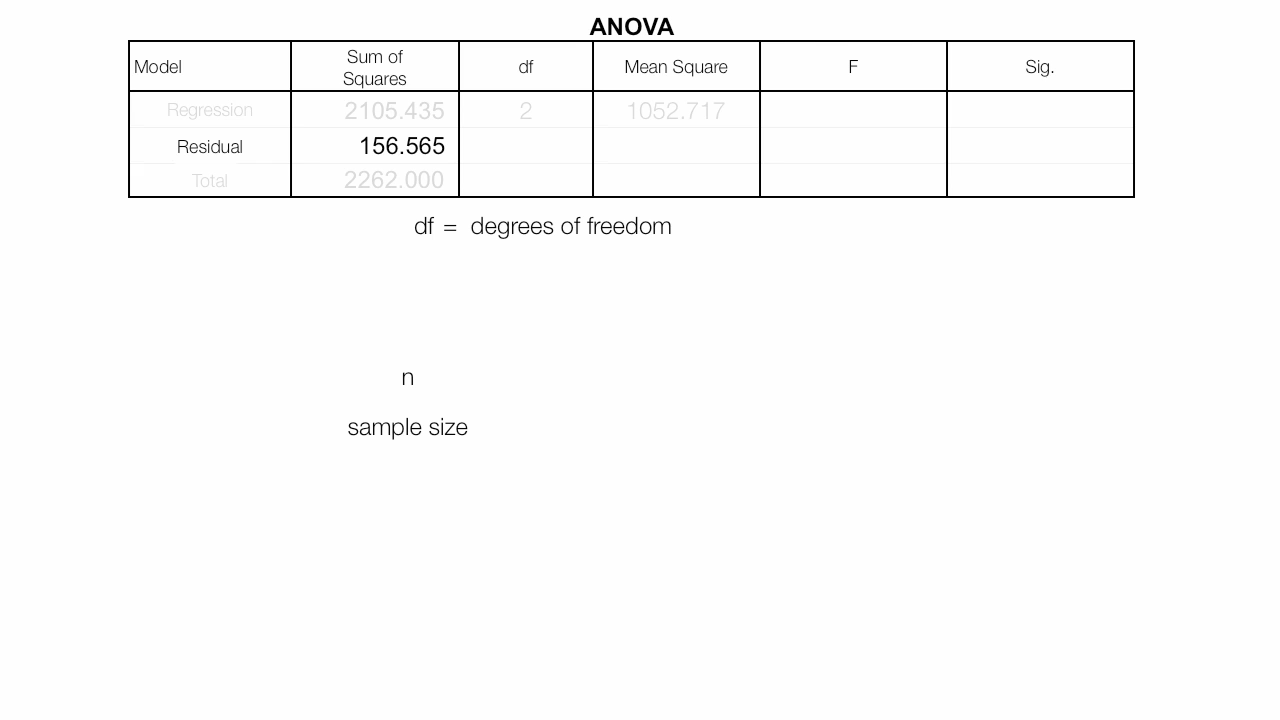 ANOVA
Model Sum of Squares df Mean Square F Sig.
Regression 2105.435 2 1052.717
Residual 156.565
Total 2262.000
df = degrees of freedom
n
sample size